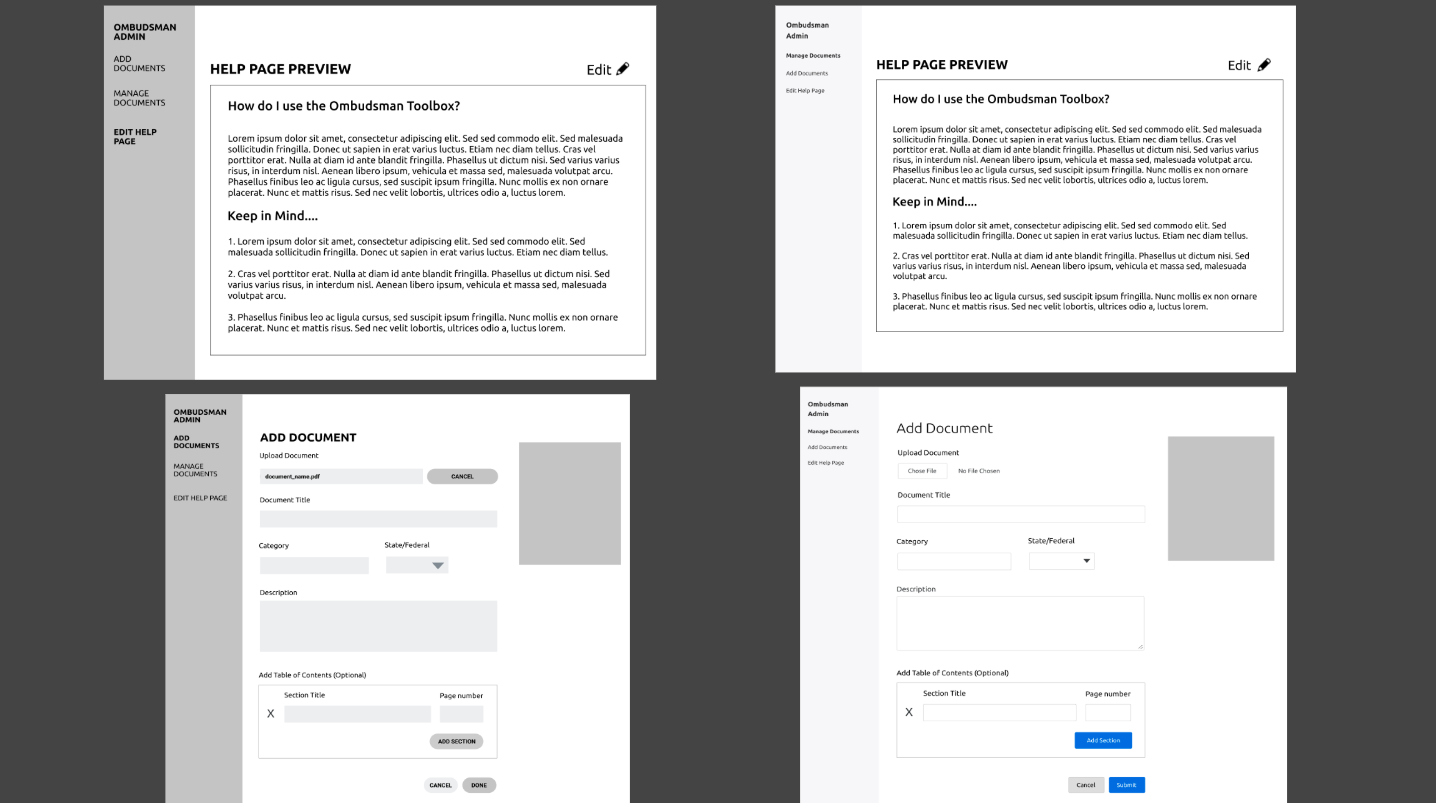 OMBUDSMAN
ADMIN
ADD
DOCUMENTS
MANAGE
DOCUMENTS
EDIT HELP
PAGE
HELP PAGE PREVIEW
Edit
How do I use the Ombudsman Toolbox?
Lorem ipsum dolor sit amet, consectetur adipiscing elit. Sed sed commodo elit. Sed malesuada
sollicitudin fringilla. Donec ut sapien in erat varius luctus. Etiam nec diam tellus. Cras vel
porttitor erat. Nulla at diam id ante blandit fringilla. Phasellus ut dictum nisi. Sed varius varius
risus, in interdum nisl. Aenean libero ipsum, vehicula et massa sed, malesuada volutpat arcu.
Phasellus finibus leo ac ligula cursus, sed suscipit ipsum fringilla. Nunc mollis ex non ornare
placerat. Nunc et mattis risus. Sed nec velit lobortis, ultrices odio a, luctus lorem.
Keep in Mind....
1. Lorem ipsum dolor sit amet, consectetur adipiscing elit. Sed sed commodo elit. Sed
malesuada sollicitudin fringilla. Donec ut sapien in erat varius luctus. Etiam nec diam tellus.
2. Cras vel porttitor erat. Nulla at diam id ante blandit fringilla. Phasellus ut dictum nisi. Sed
varius varius risus, in interdum nisl. Aenean libero ipsum, vehicula et massa sed, malesuada
volutpat arcu.
3. Phasellus finibus leo ac ligula cursus, sed suscipit ipsum fringilla. Nunc mollis ex non ornare
placerat. Nunc et mattis risus. Sed nec velit lobortis, ultrices odio a, luctus lorem.
Ombudsman
Admin
Manage Documents
Add Documents
Edit Help Page
HELP PAGE PREVIEW
Edit
How do I use the Ombudsman Toolbox?
Lorem ipsum dolor sit amet, consectetur adipiscing elit. Sed sed commodo elit. Sed malesuada
sollicitudin fringilla. Donec ut sapien in erat varius luctus. Etiam nec diam tellus. Cras vel
porttitor erat. Nulla at diam id ante blandit fringilla. Phasellus ut dictum nisi. Sed varius varius
risus, in interdum nisl. Aenean libero ipsum, vehicula et massa sed, malesuada volutpat arcu.
Phasellus finibus leo ac ligula cursus, sed suscipit ipsum fringilla. Nunc mollis ex non ornare
placerat. Nunc et mattis risus. Sed nec velit lobortis, ultrices odio a, luctus lorem.
Keep in Mind....
1. Lorem ipsum dolor sit amet, consectetur adipiscing elit. Sed sed commodo elit. Sed
malesuada sollicitudin fringilla. Donec ut sapien in erat varius luctus. Etiam nec diam tellus.
2. Cras vel porttitor erat. Nulla at diam id ante blandit fringilla. Phasellus ut dictum nisi. Sed
varius varius risus, in interdum nisl. Aenean libero ipsum, vehicula et massa sed, malesuada
volutpat arcu.
3. Phasellus finibus leo ac ligula cursus, sed suscipit ipsum fringilla. Nunc mollis ex non ornare
placerat. Nunc et mattis risus. Sed nec velit lobortis, ultrices odio a, luctus lorem.
OMBUDSMAN
ADMIN
ADD
DOCUMENTS
MANAGE
DOCUMENTS
EDIT HELP PAGE
ADD DOCUMENT
Upload Document
document_name.pdf
CANCEL
Document Title
Category
State/Federal
Description
Add Table of Contents (Optional)
Section Title
Page number
X
ADD SECTION
CANCEL
DONE
Ombudsman
Admin
Manage Documents
Add Documents
Edit Help Page
Add Document
Upload Document
Chose File
No File Chosen
Document Title
Category
State/Federal
Description
Add Table of Contents (Optional)
Section Title
Page number
X
Add Section
Cancel
Submit